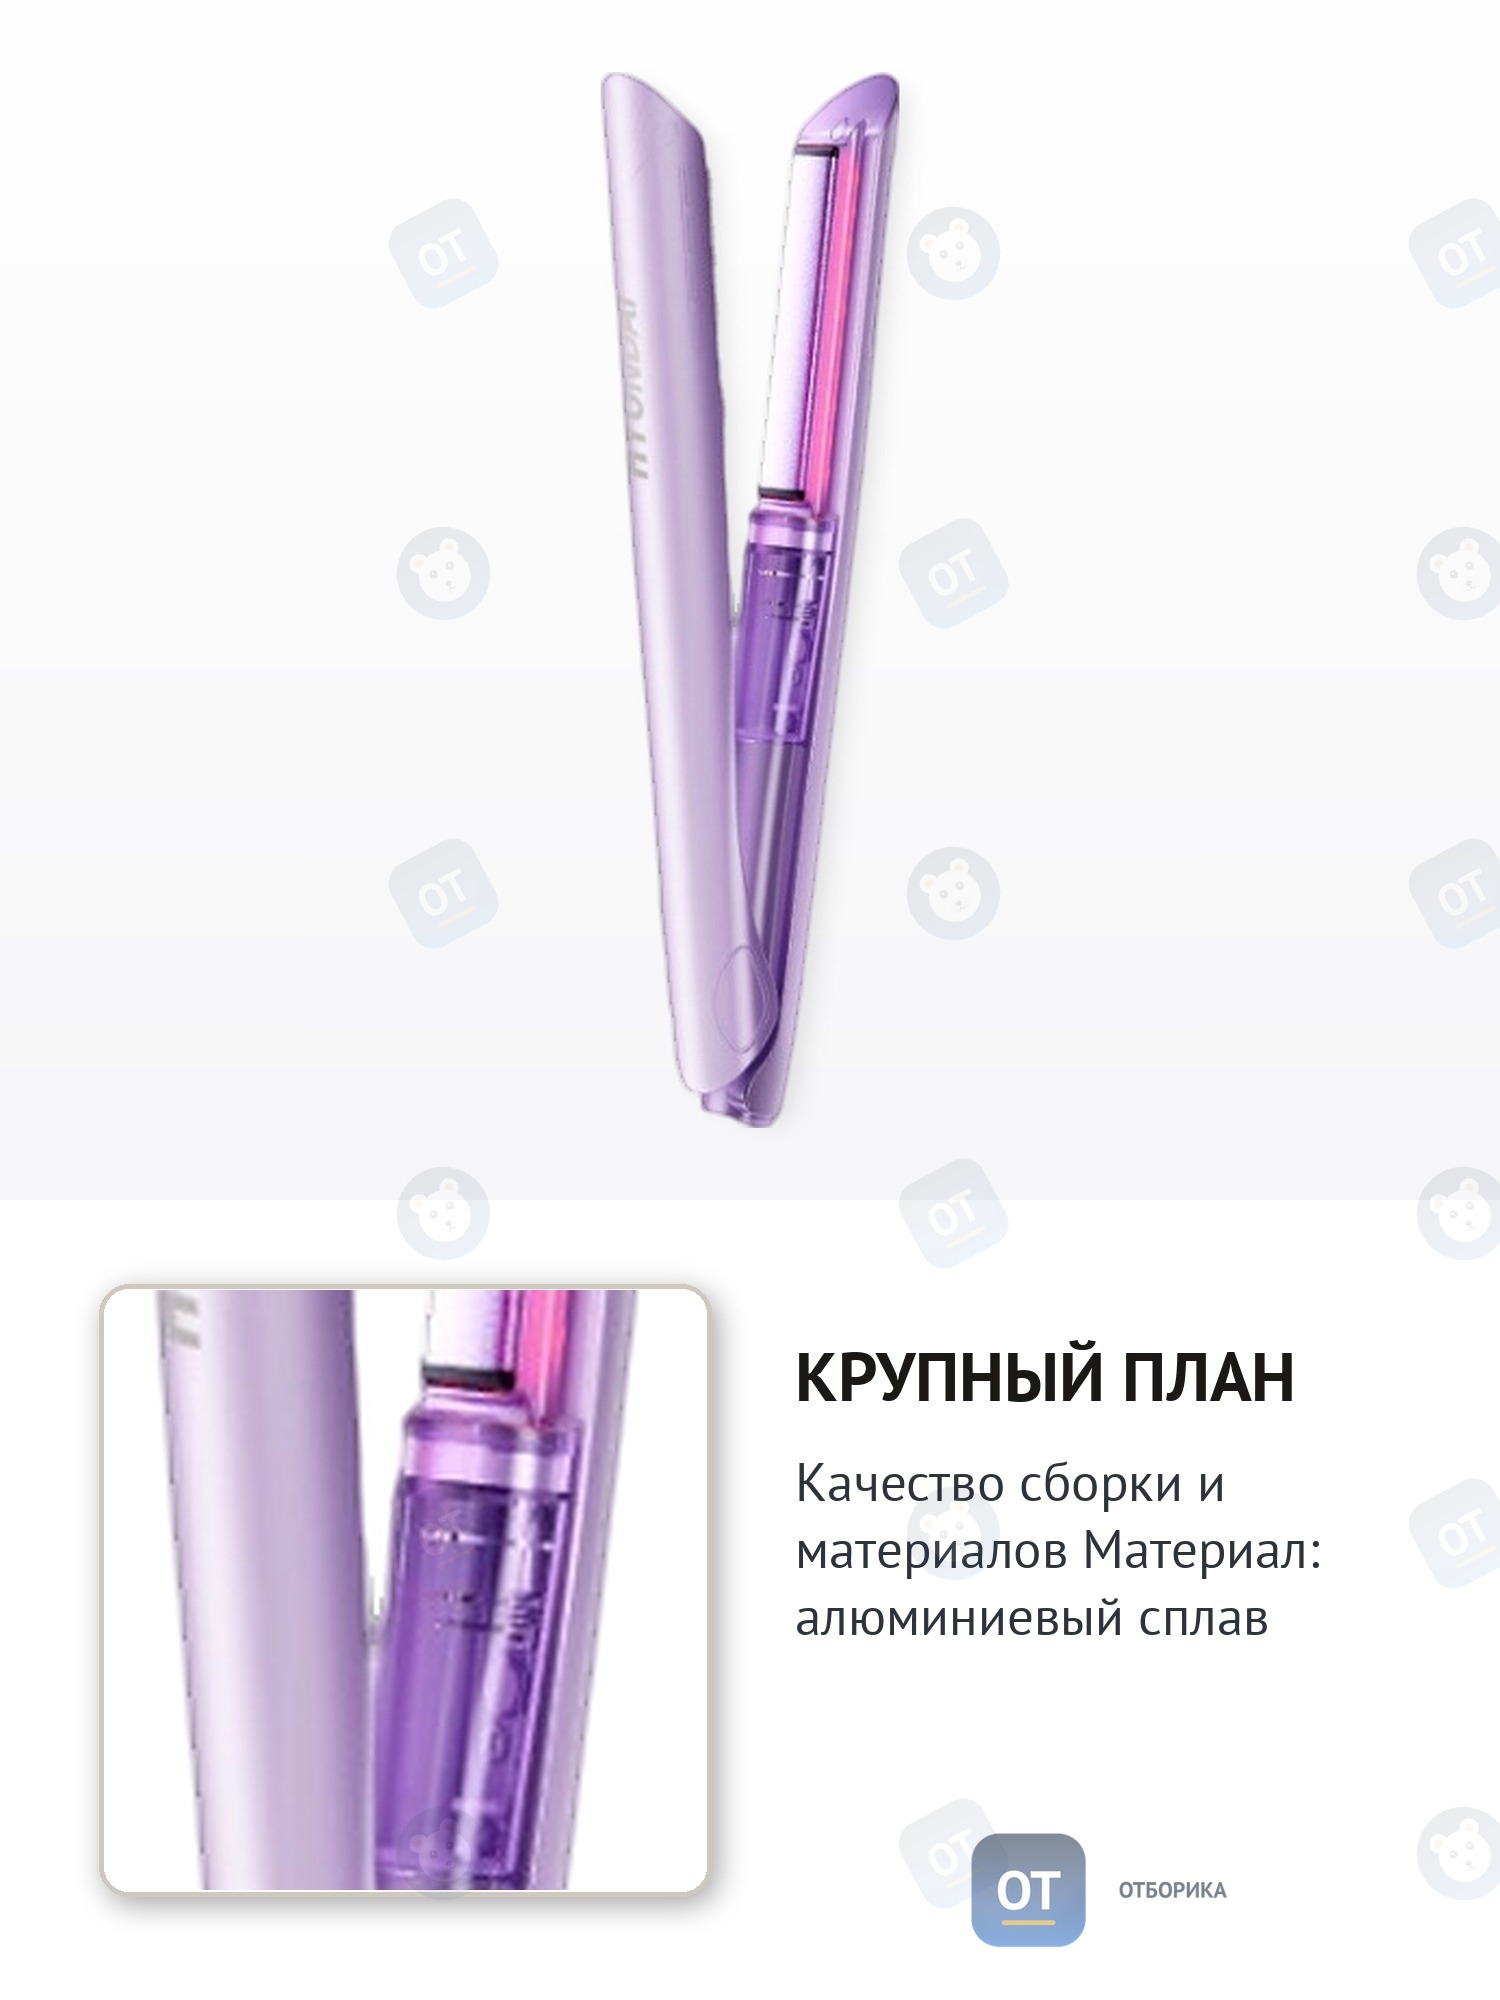 HYUNDAI
КРУПНЫЙ ПЛАН
Качество сборки и
материалов Материал:
алюминиевый сплав
ОТ
ОТБОРИКА